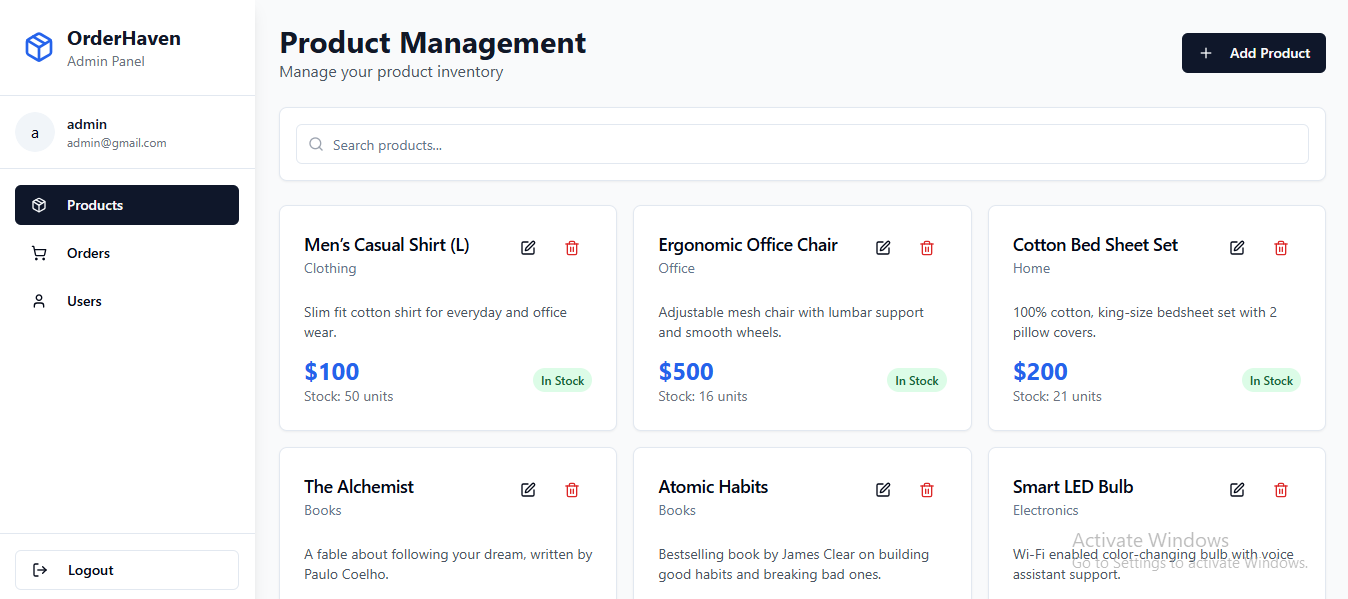 OrderHaven
Admin Panel
a
admin
admin@gmail.com
Products
Orders
Users
Logout
Product Management
Manage your product inventory
Add Product
Search products...
Men’s Casual Shirt (L)
Clothing
Slim fit cotton shirt for everyday and office
wear.
$100
Stock: 50 units
In Stock
Ergonomic Office Chair
Office
Adjustable mesh chair with lumbar support
and smooth wheels.
$500
Stock: 16 units
In Stock
Cotton Bed Sheet Set
Home
100% cotton, king-size bedsheet set with 2
pillow covers.
$200
Stock: 21 units
In Stock
The Alchemist
Books
A fable about following your dream, written by
Paulo Coelho.
Atomic Habits
Books
Bestselling book by James Clear on building
good habits and breaking bad ones.
Smart LED Bulb
Electronics
Wi-Fi enabled color-changing bulb with voice
assistant support.
Activate Windows
Go to Settings to activate Windows.